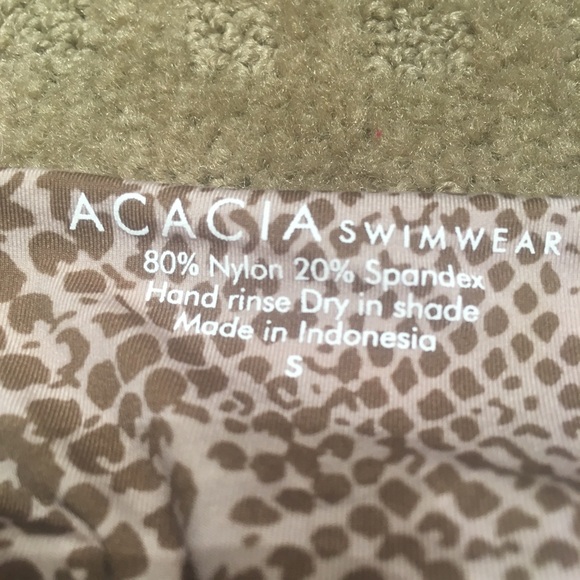 ACACIA SWIMWEAR
80% Nylon 20% Spandex
Hand rinse Dry in shade
Made in Indonesia
S